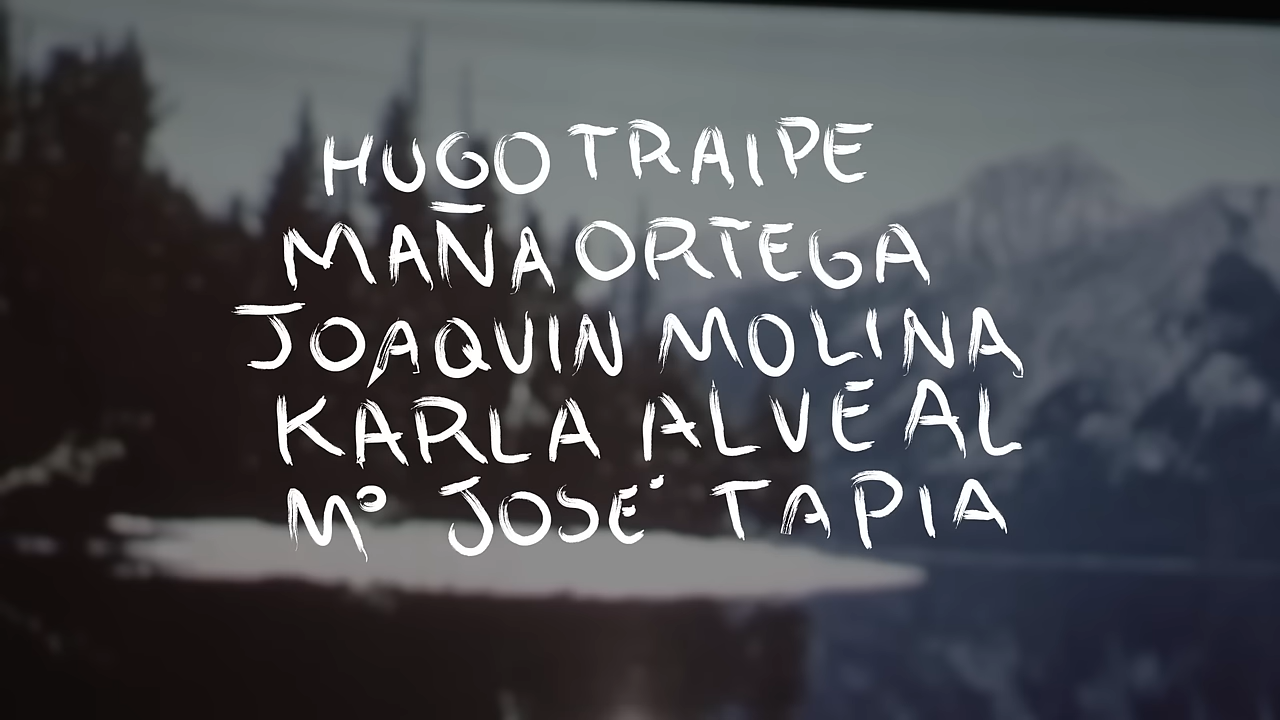 HUGO TRAIPE
MAÑA ORTEGA
JOAQUIN MOLINA
KARLA ALVEAL
Mº JOSÉ TAPIA